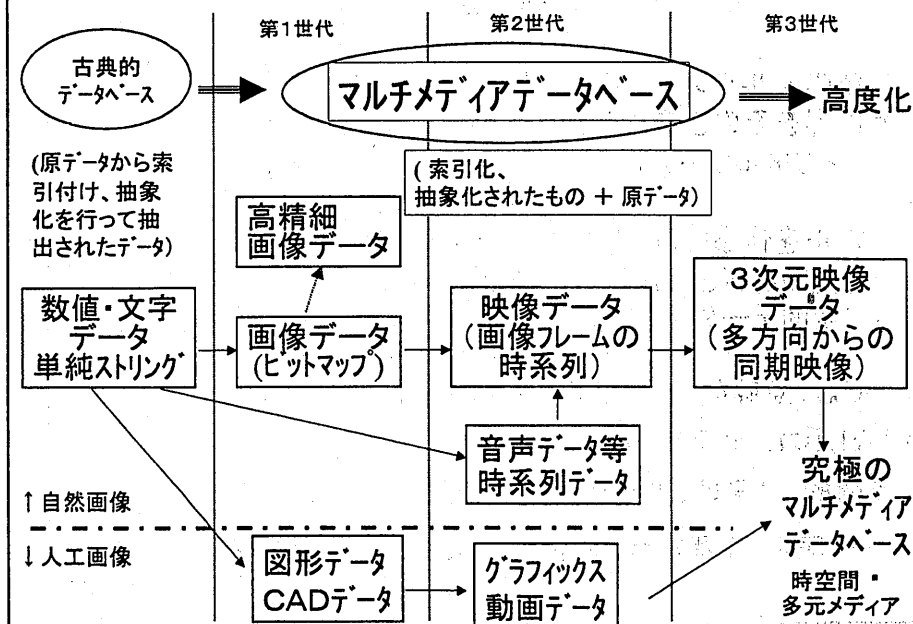 第1世代
第2世代
第3世代
古典的
データベース
マルチメディアデータベース
高度化
(原データから索
引付け、抽象
化を行って抽
出されたデータ)
(索引化、
抽象化されたもの + 原データ)
高精細
画像データ
数値・文字
データ
単純ストリング
画像データ
(ビットマップ)
映像データ
(画像フレームの
時系列)
3次元映像
データ
(多方向からの
同期映像)
音声データ等
時系列データ
↑自然画像
↓人工画像
図形データ
CADデータ
グラフィックス
動画データ
究極の
マルチメディア
データベース
時空間・
多元メディア